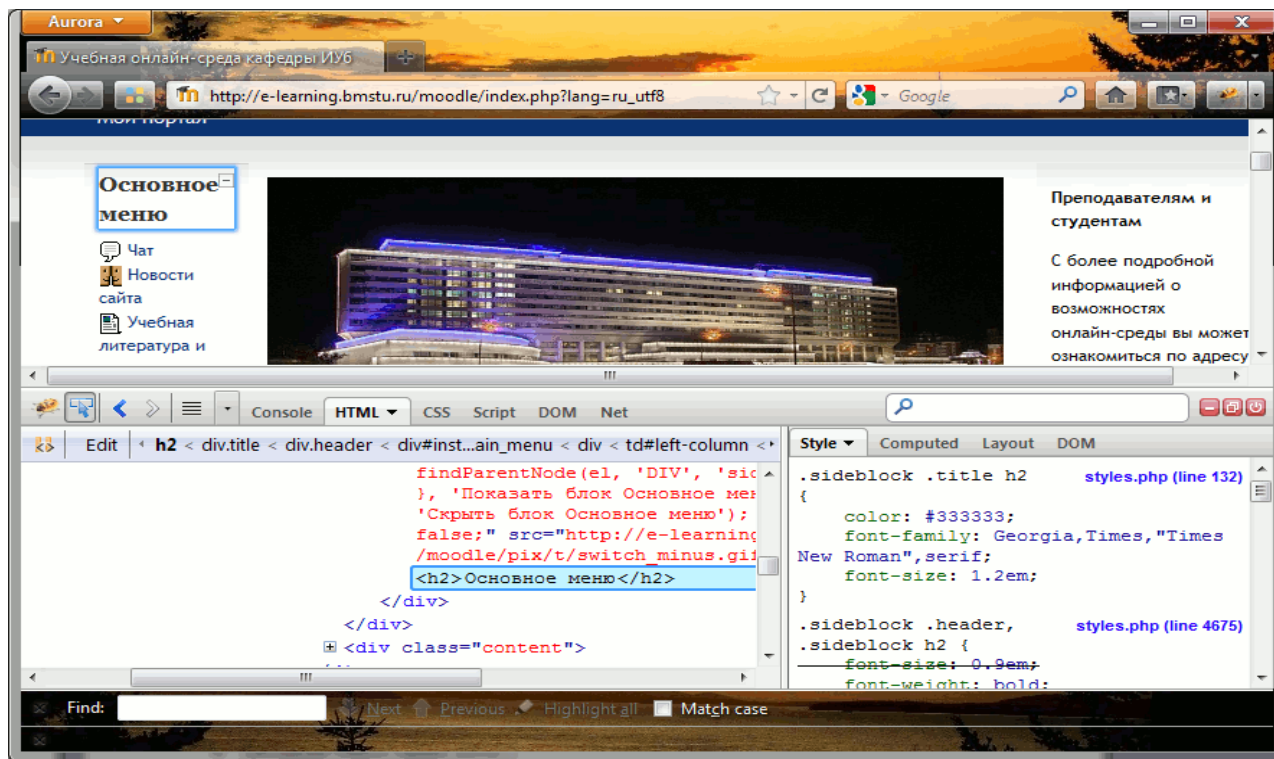 Aurora
Учебная онлайн-среда кафедры ИУ6
http://e-learning.bmstu.ru/moodle/index.php?lang=ru_utf8
Google
Мой портал
Основное
меню
Чат
Новости
сайта
Учебная
литература и
Преподавателям и
студентам
С более подробной
информацией о
возможностях
онлайн-среды вы может
ознакомиться по адресу
Console HTML CSS Script DOM Net
Edit h2 < div.title < div.header < div#inst...ain_menu < div < td#left-column <
findParentNode(el, 'DIV', 'sid
}, 'Показать блок Основное мен
'Скрыть блок Основное меню');
false;" src="http://e-learning
/moodle/pix/t/switch_minus.gif
<h2>Основное меню</h2>
</div>
</div>
<div class="content">
Style Computed Layout DOM
.sideblock .title h2 styles.php (line 132)
{
color: #333333;
font-family: Georgia,Times,"Times
New Roman",serif;
font-size: 1.2em;
}
.sideblock .header, styles.php (line 4675)
.sideblock h2 {
font-size: 0.9em;
font-weight: bold;
Find: Next Previous Highlight all Match case